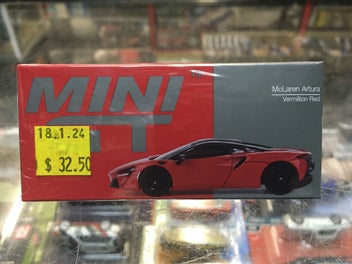 MINI
GT
McLaren Artura
Vermillion Red
18.1.24
$ 32.50